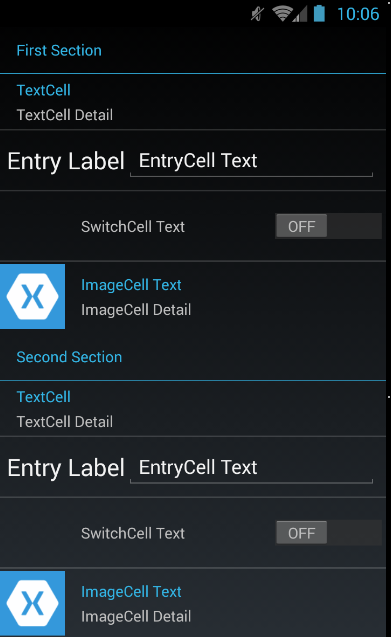 10:06
First Section
TextCell
TextCell Detail
Entry Label EntryCell Text
SwitchCell Text OFF
ImageCell Text
ImageCell Detail
Second Section
TextCell
TextCell Detail
Entry Label EntryCell Text
SwitchCell Text OFF
ImageCell Text
ImageCell Detail